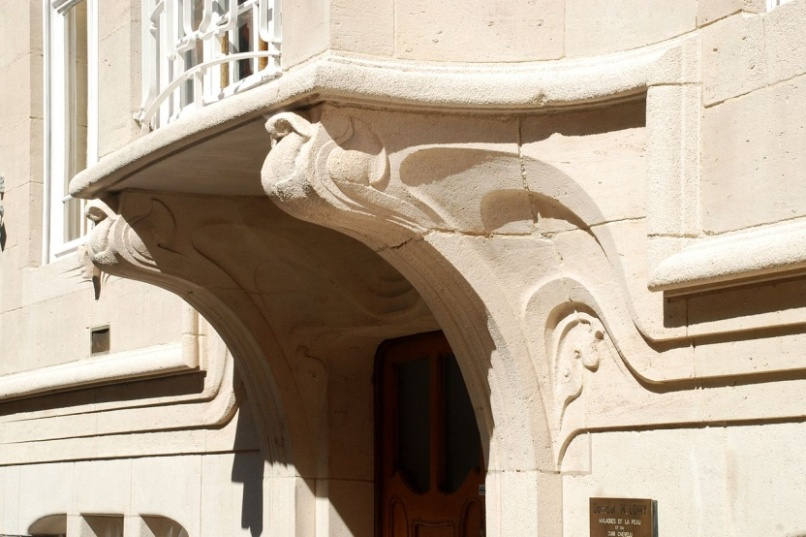 MALADIES DE LA PEAU
ET DU
CUIR CHEVELU